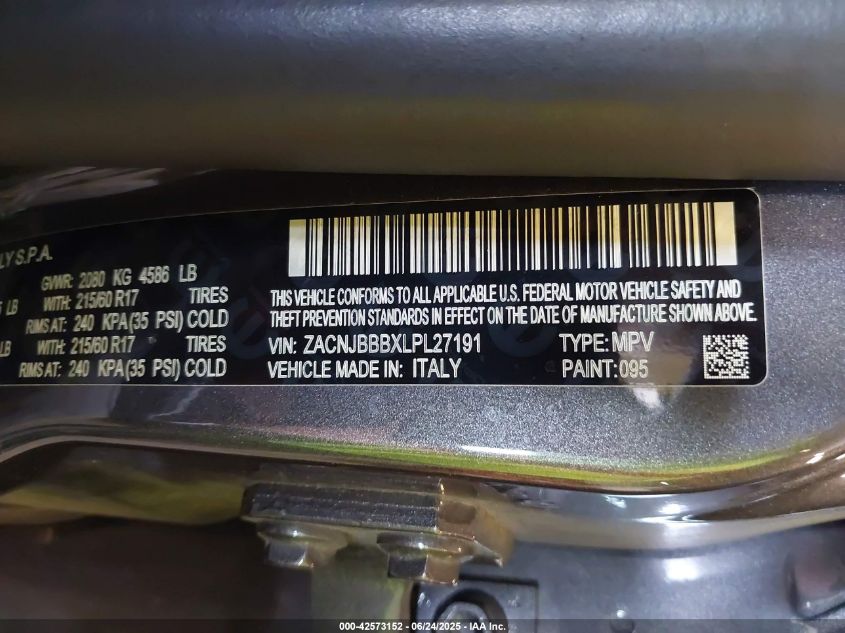 LY S.P.A.
GVWR: 2080 KG 4586 LB
LB WITH: 215/60 R17 TIRES
RIMS AT: 240 KPA(35 PSI) COLD
LB WITH: 215/60 R17 TIRES
RIMS AT: 240 KPA(35 PSI) COLD
THIS VEHICLE CONFORMS TO ALL APPLICABLE U.S. FEDERAL MOTOR VEHICLE SAFETY AND
THEFT PREVENTION STANDARDS IN EFFECT ON THE DATE OF MANUFACTURE SHOWN ABOVE.
VIN: ZACNJBBBXLPL27191 TYPE: MPV
VEHICLE MADE IN: ITALY PAINT: 095
000-42573152 - 06/24/2025 - IAA Inc.